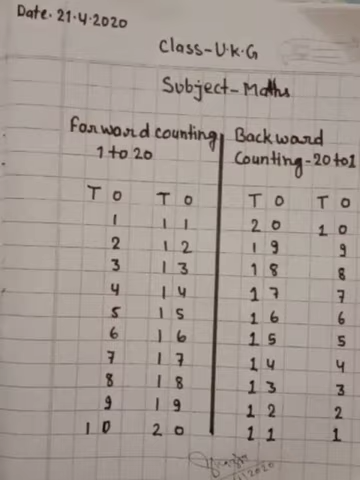 Date. 21.4.2020
Class-U.K.G
Subject-Maths
Forward counting
1 to 20
Backward
Counting-20 to 1
T O T O T O T O
1 1 1 2 0 1 0
2 1 2 1 9 9
3 1 3 1 8 8
4 1 4 1 7 7
5 1 5 1 6 6
6 1 6 1 5 5
7 1 7 1 4 4
8 1 8 1 3 3
9 1 9 1 2 2
1 0 2 0 1 1 1